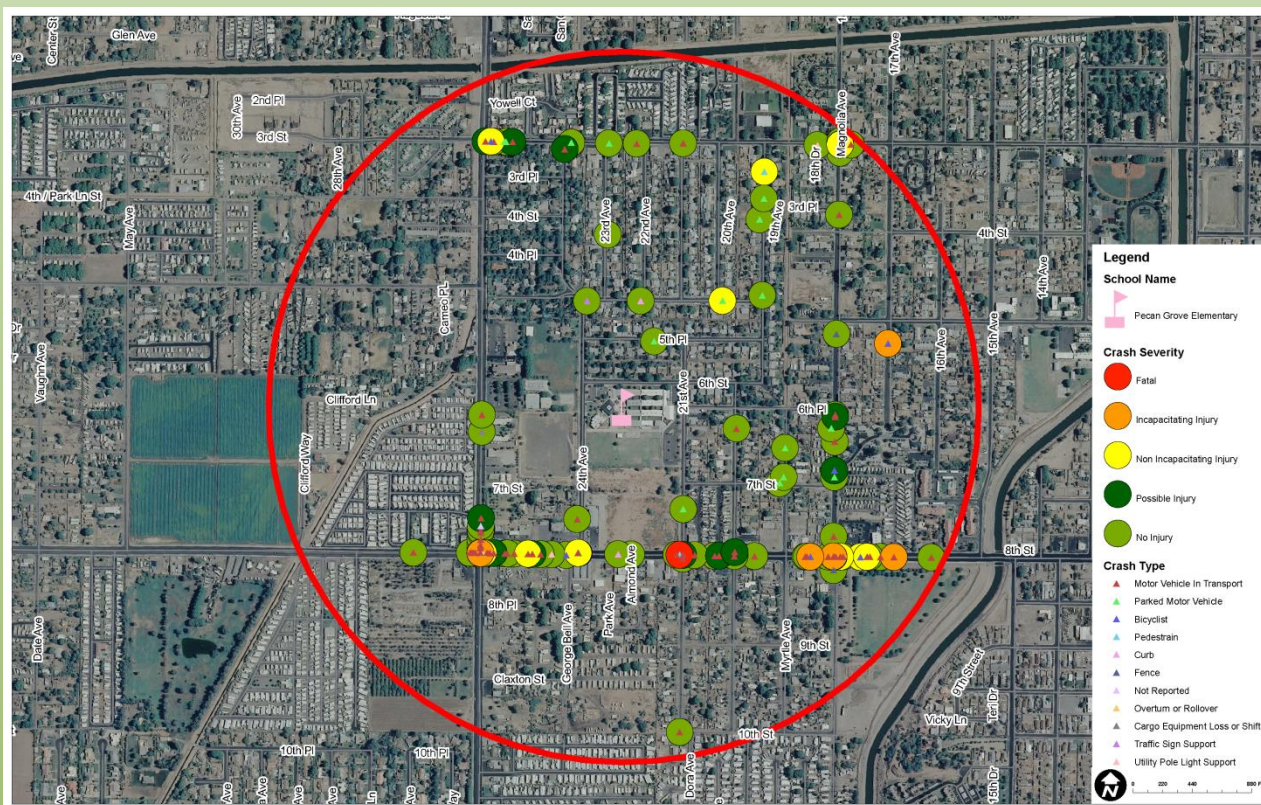 Center St
Glen Ave
17th Ave
2nd Pl
30th Ave
3rd St
Yowell Ct
28th Ave
Magnolia Ave
18th Dr
3rd Pl
4th / Park Ln St
May Ave
4th St
23rd Ave
22nd Ave
20th Ave
19th Ave
3rd Pl
4th St
4th Pl
14th Ave
Cameo PL
Vaughn Ave
5th Pl
16th Ave
15th Ave
Clifford Ln
6th St
21st Ave
6th Pl
Clifford Way
24th Ave
7th St
7th St
8th St
Almond Ave
Park Ave
8th Pl
George Bell Ave
Date Ave
Myrtle Ave
9th St
9Th Street
Claxton St
Teri Dr
Vicky Ln
10th Pl
10th Pl
10th St
Dora Ave
15th Dr
Legend
School Name
Pecan Grove Elementary
Crash Severity
Fatal
Incapacitating Injury
Non Incapacitating Injury
Possible Injury
No Injury
Crash Type
Motor Vehicle In Transport
Parked Motor Vehicle
Bicyclist
Pedestrain
Curb
Fence
Not Reported
Overturn or Rollover
Cargo Equipment Loss or Shift
Traffic Sign Support
Utility Pole Light Support
N
0 220 440 880 F